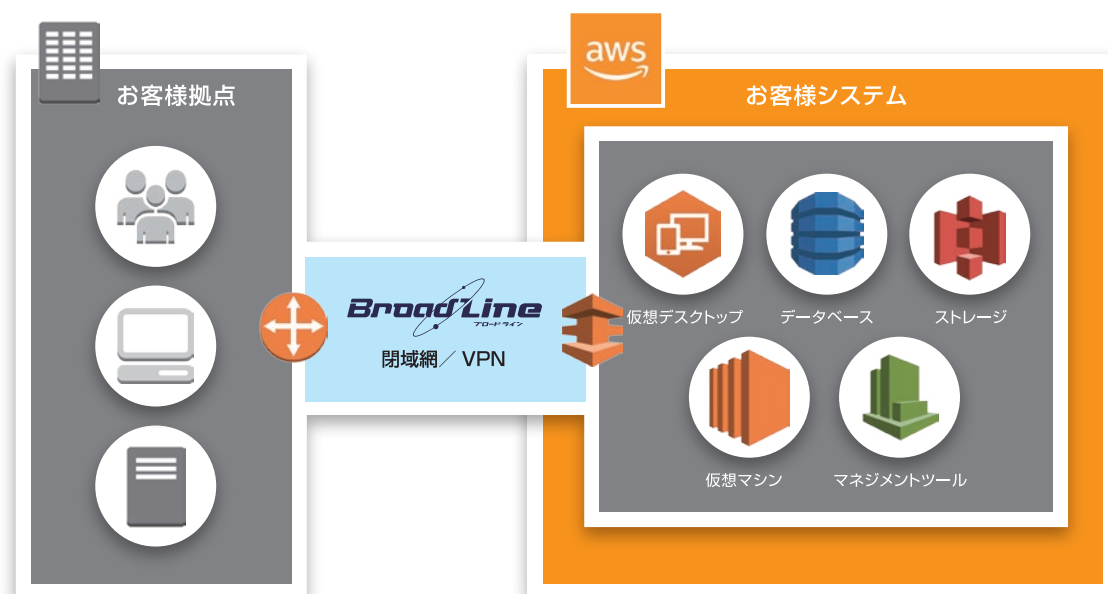 お客様拠点
aws
お客様システム
BroadLine
ブロードライン
閉域網／VPN
仮想デスクトップ
データベース
ストレージ
仮想マシン
マネジメントツール